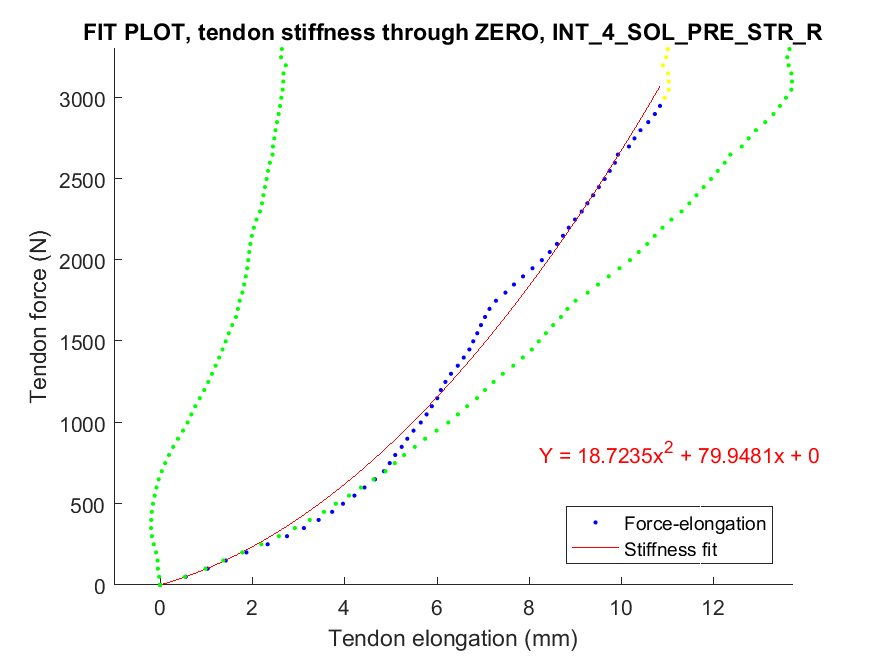 FIT PLOT, tendon stiffness through ZERO, INT_4_SOL_PRE_STR_R
3000
2500
2000
1500
1000
500
0
Tendon force (N)
Y = 18.7235x² + 79.9481x + 0
Force-elongation
Stiffness fit
0 2 4 6 8 10 12
Tendon elongation (mm)